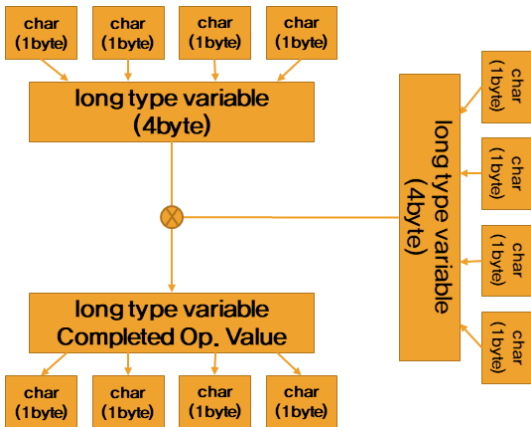 char
(1byte)
char
(1byte)
char
(1byte)
char
(1byte)
long type variable
(4byte)
char
(1byte)
char
(1byte)
char
(1byte)
char
(1byte)
long type variable
(4byte)
long type variable
Completed Op. Value
char
(1byte)
char
(1byte)
char
(1byte)
char
(1byte)